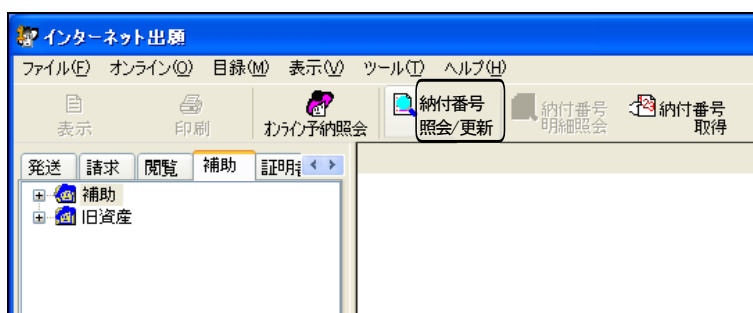 インターネット出願
ファイル(F) オンライン(O) 目録(M) 表示(V) ツール(T) ヘルプ(H)
表示
印刷
オンライン予納照会
納付番号
照会/更新
納付番号
明細照会
納付番号
取得
発送 請求 閲覧 補助 証明
補助
旧資産